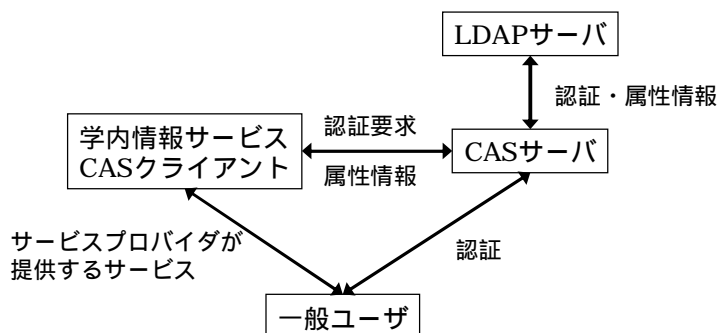 LDAPサーバ
認証・属性情報
学内情報サービス
CASクライアント
認証要求
属性情報
CASサーバ
サービスプロバイダが
提供するサービス
認証
一般ユーザ